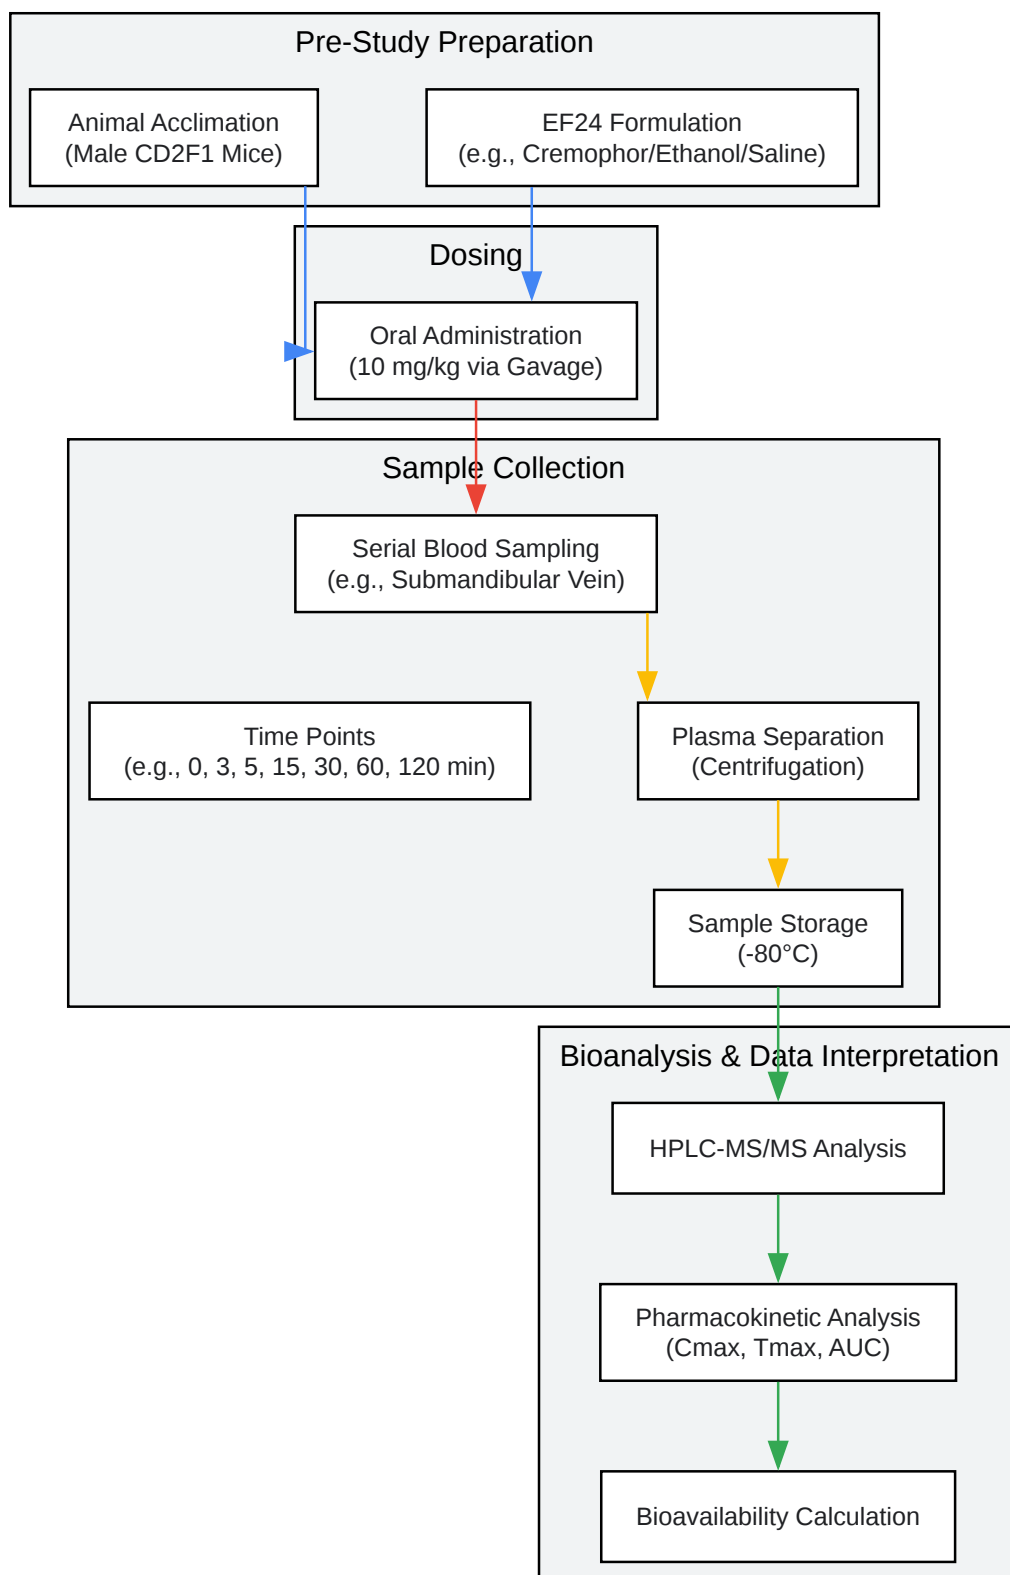 Pre-Study Preparation
Animal Acclimation
(Male CD2F1 Mice)
EF24 Formulation
(e.g., Cremophor/Ethanol/Saline)
Dosing
Oral Administration
(10 mg/kg via Gavage)
Sample Collection
Serial Blood Sampling
(e.g., Submandibular Vein)
Time Points
(e.g., 0, 3, 5, 15, 30, 60, 120 min)
Plasma Separation
(Centrifugation)
Sample Storage
(-80°C)
Bioanalysis & Data Interpretation
HPLC-MS/MS Analysis
Pharmacokinetic Analysis
(Cmax, Tmax, AUC)
Bioavailability Calculation